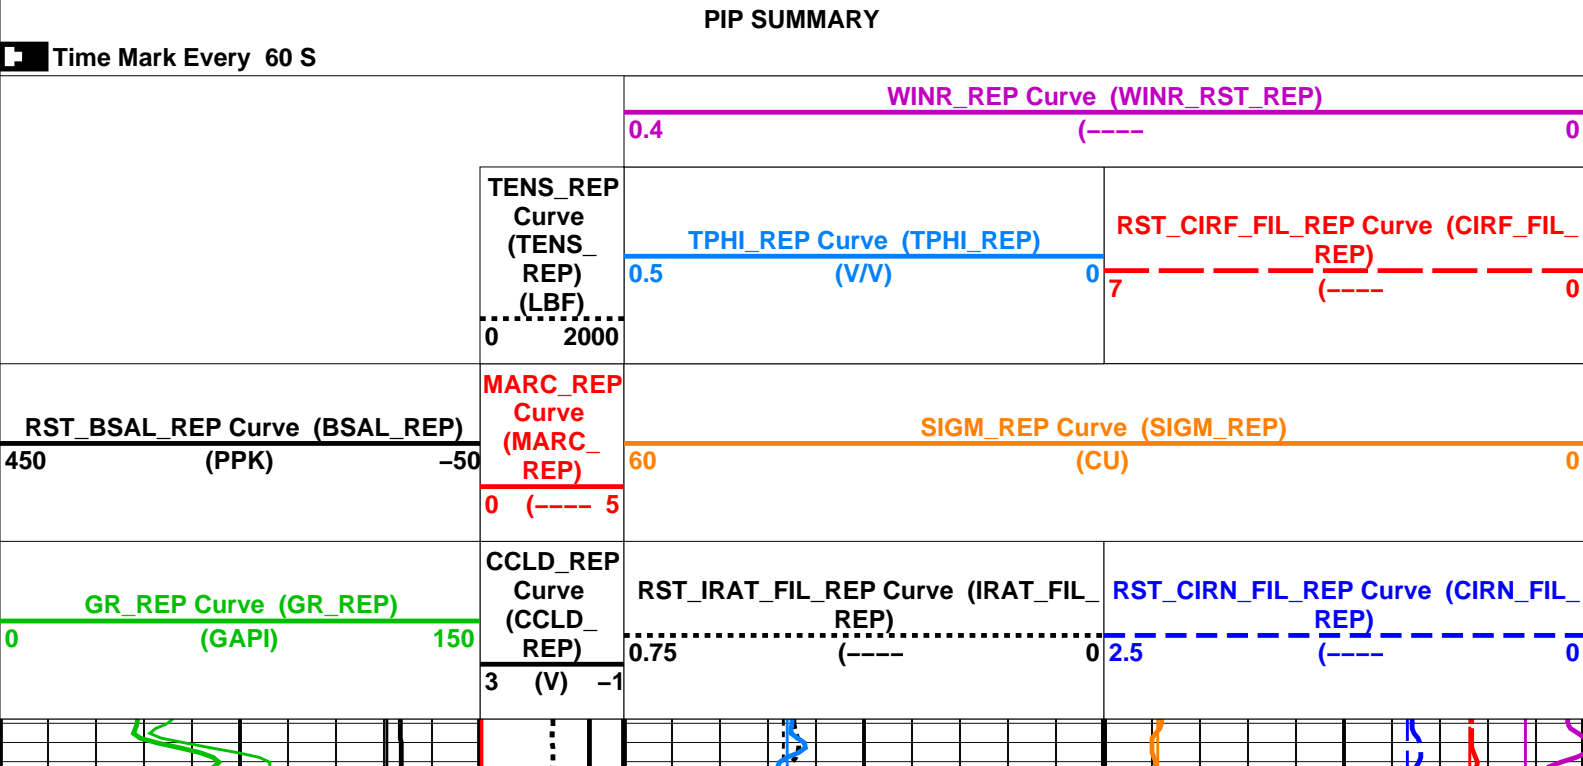 PIP SUMMARY
Time Mark Every 60 S
WINR_REP Curve (WINR_RST_REP)
0.4 (−−−− 0
TENS_REP
Curve
(TENS_
REP)
(LBF)
0 2000
TPHI_REP Curve (TPHI_REP)
0.5 (V/V) 0
RST_CIRF_FIL_REP Curve (CIRF_FIL_
REP)
7 (−−−− 0
RST_BSAL_REP Curve (BSAL_REP)
450 (PPK) −50
MARC_REP
Curve
(MARC_
REP)
0 (−−−− 5
SIGM_REP Curve (SIGM_REP)
60 (CU) 0
GR_REP Curve (GR_REP)
0 (GAPI) 150
CCLD_REP
Curve
(CCLD_
REP)
3 (V) −1
RST_IRAT_FIL_REP Curve (IRAT_FIL_
REP)
0.75 (−−−− 0
RST_CIRN_FIL_REP Curve (CIRN_FIL_
REP)
2.5 (−−−− 0